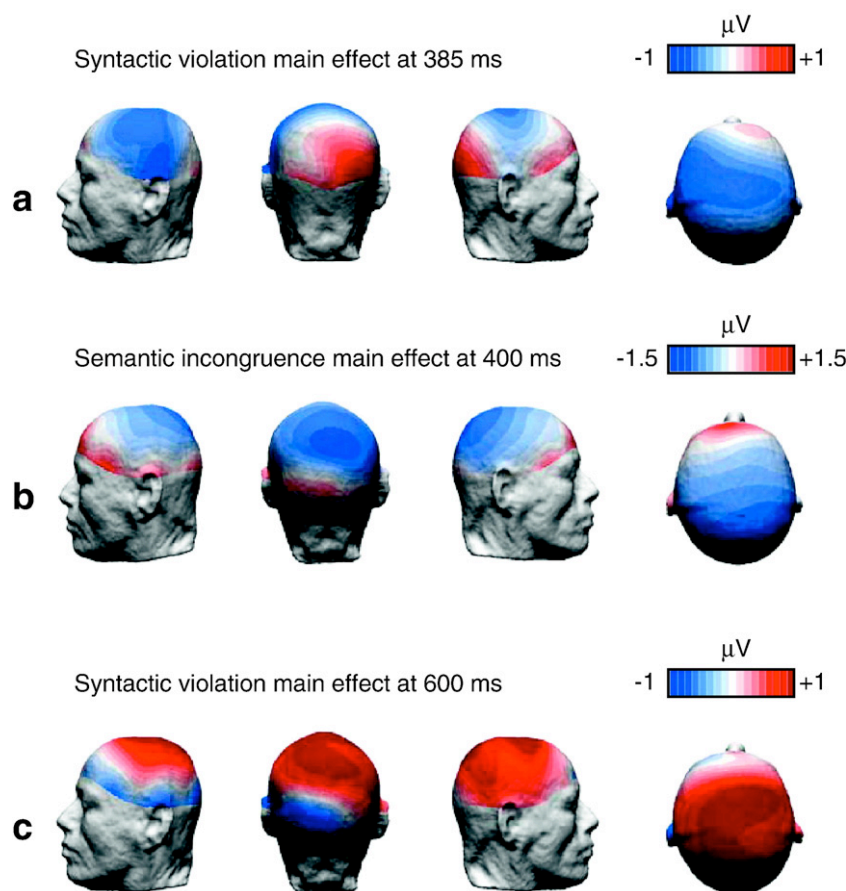 μV
Syntactic violation main effect at 385 ms
-1 +1
a
μV
Semantic incongruence main effect at 400 ms
-1.5 +1.5
b
μV
Syntactic violation main effect at 600 ms
-1 +1
c